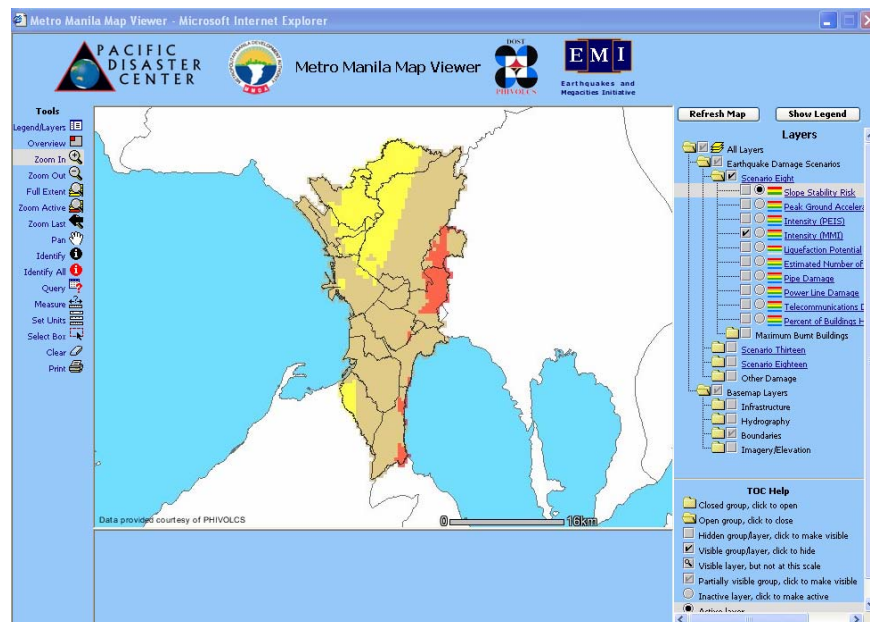 Metro Manila Map Viewer - Microsoft Internet Explorer
PACIFIC
DISASTER
CENTER
METROPOLITAN MANILA DEVELOPMENT AUTHORITY
MMDA
Metro Manila Map Viewer
DOST
PHIVOLCS
EMI
Earthquakes and
Megacities Initiative
Tools
Legend/Layers
Overview
Zoom In
Zoom Out
Full Extent
Zoom Active
Zoom Last
Pan
Identify
Identify All
Query
Measure
Set Units
Select Box
Clear
Print
Data provided courtesy of PHIVOLCS
0 16km
Refresh Map Show Legend
Layers
All Layers
Earthquake Damage Scenarios
Scenario Eight
Slope Stability Risk
Peak Ground Accelera
Intensity (PEIS)
Intensity (MMI)
Liquefaction Potential
Estimated Number of
Pipe Damage
Power Line Damage
Telecommunications D
Percent of Buildings H
Maximum Burnt Buildings
Scenario Thirteen
Scenario Eighteen
Other Damage
Basemap Layers
Infrastructure
Hydrography
Boundaries
Imagery/Elevation
TOC Help
Closed group, click to open
Open group, click to close
Hidden group/layer, click to make visible
Visible group/layer, click to hide
Visible layer, but not at this scale
Partially visible group, click to make visible
Inactive layer, click to make active
Active layer